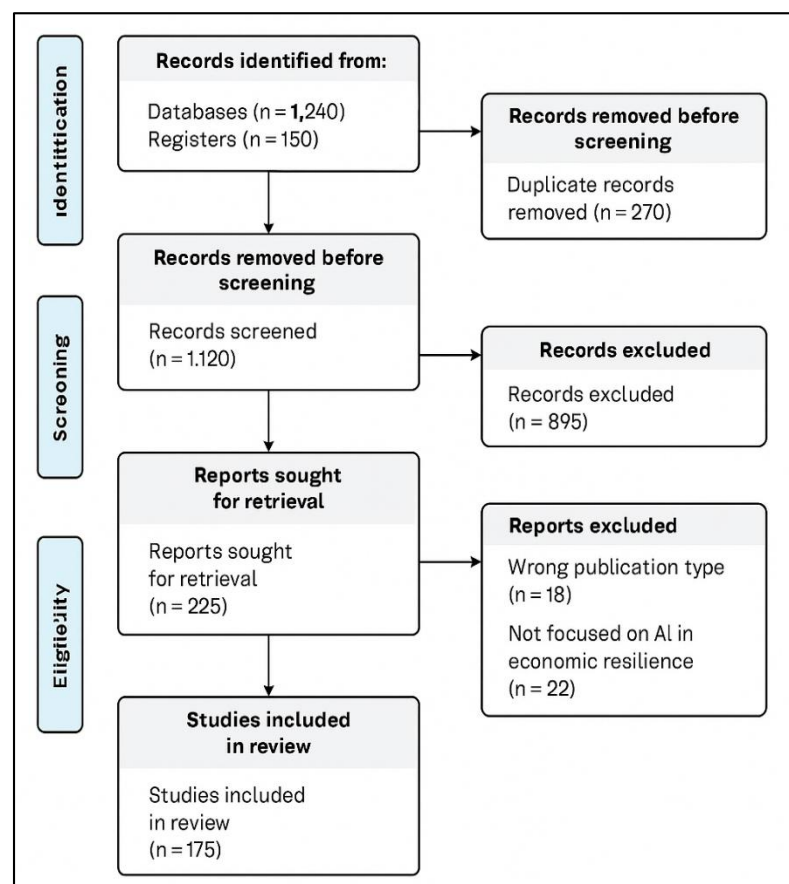 Identittication
Records identified from:
Databases (n = 1,240)
Registers (n = 150)
Records removed before
screening
Duplicate records
removed (n = 270)
Records removed before
screening
Records screened
(n = 1.120)
Screoning
Records excluded
Records excluded
(n = 895)
Reports sought
for retrieval
Reports sought
for retrieval
(n = 225)
Reports excluded
Wrong publication type
(n = 18)
Not focused on Al in
economic resilience
(n = 22)
Studies included
in review
Studies included
in review
(n = 175)